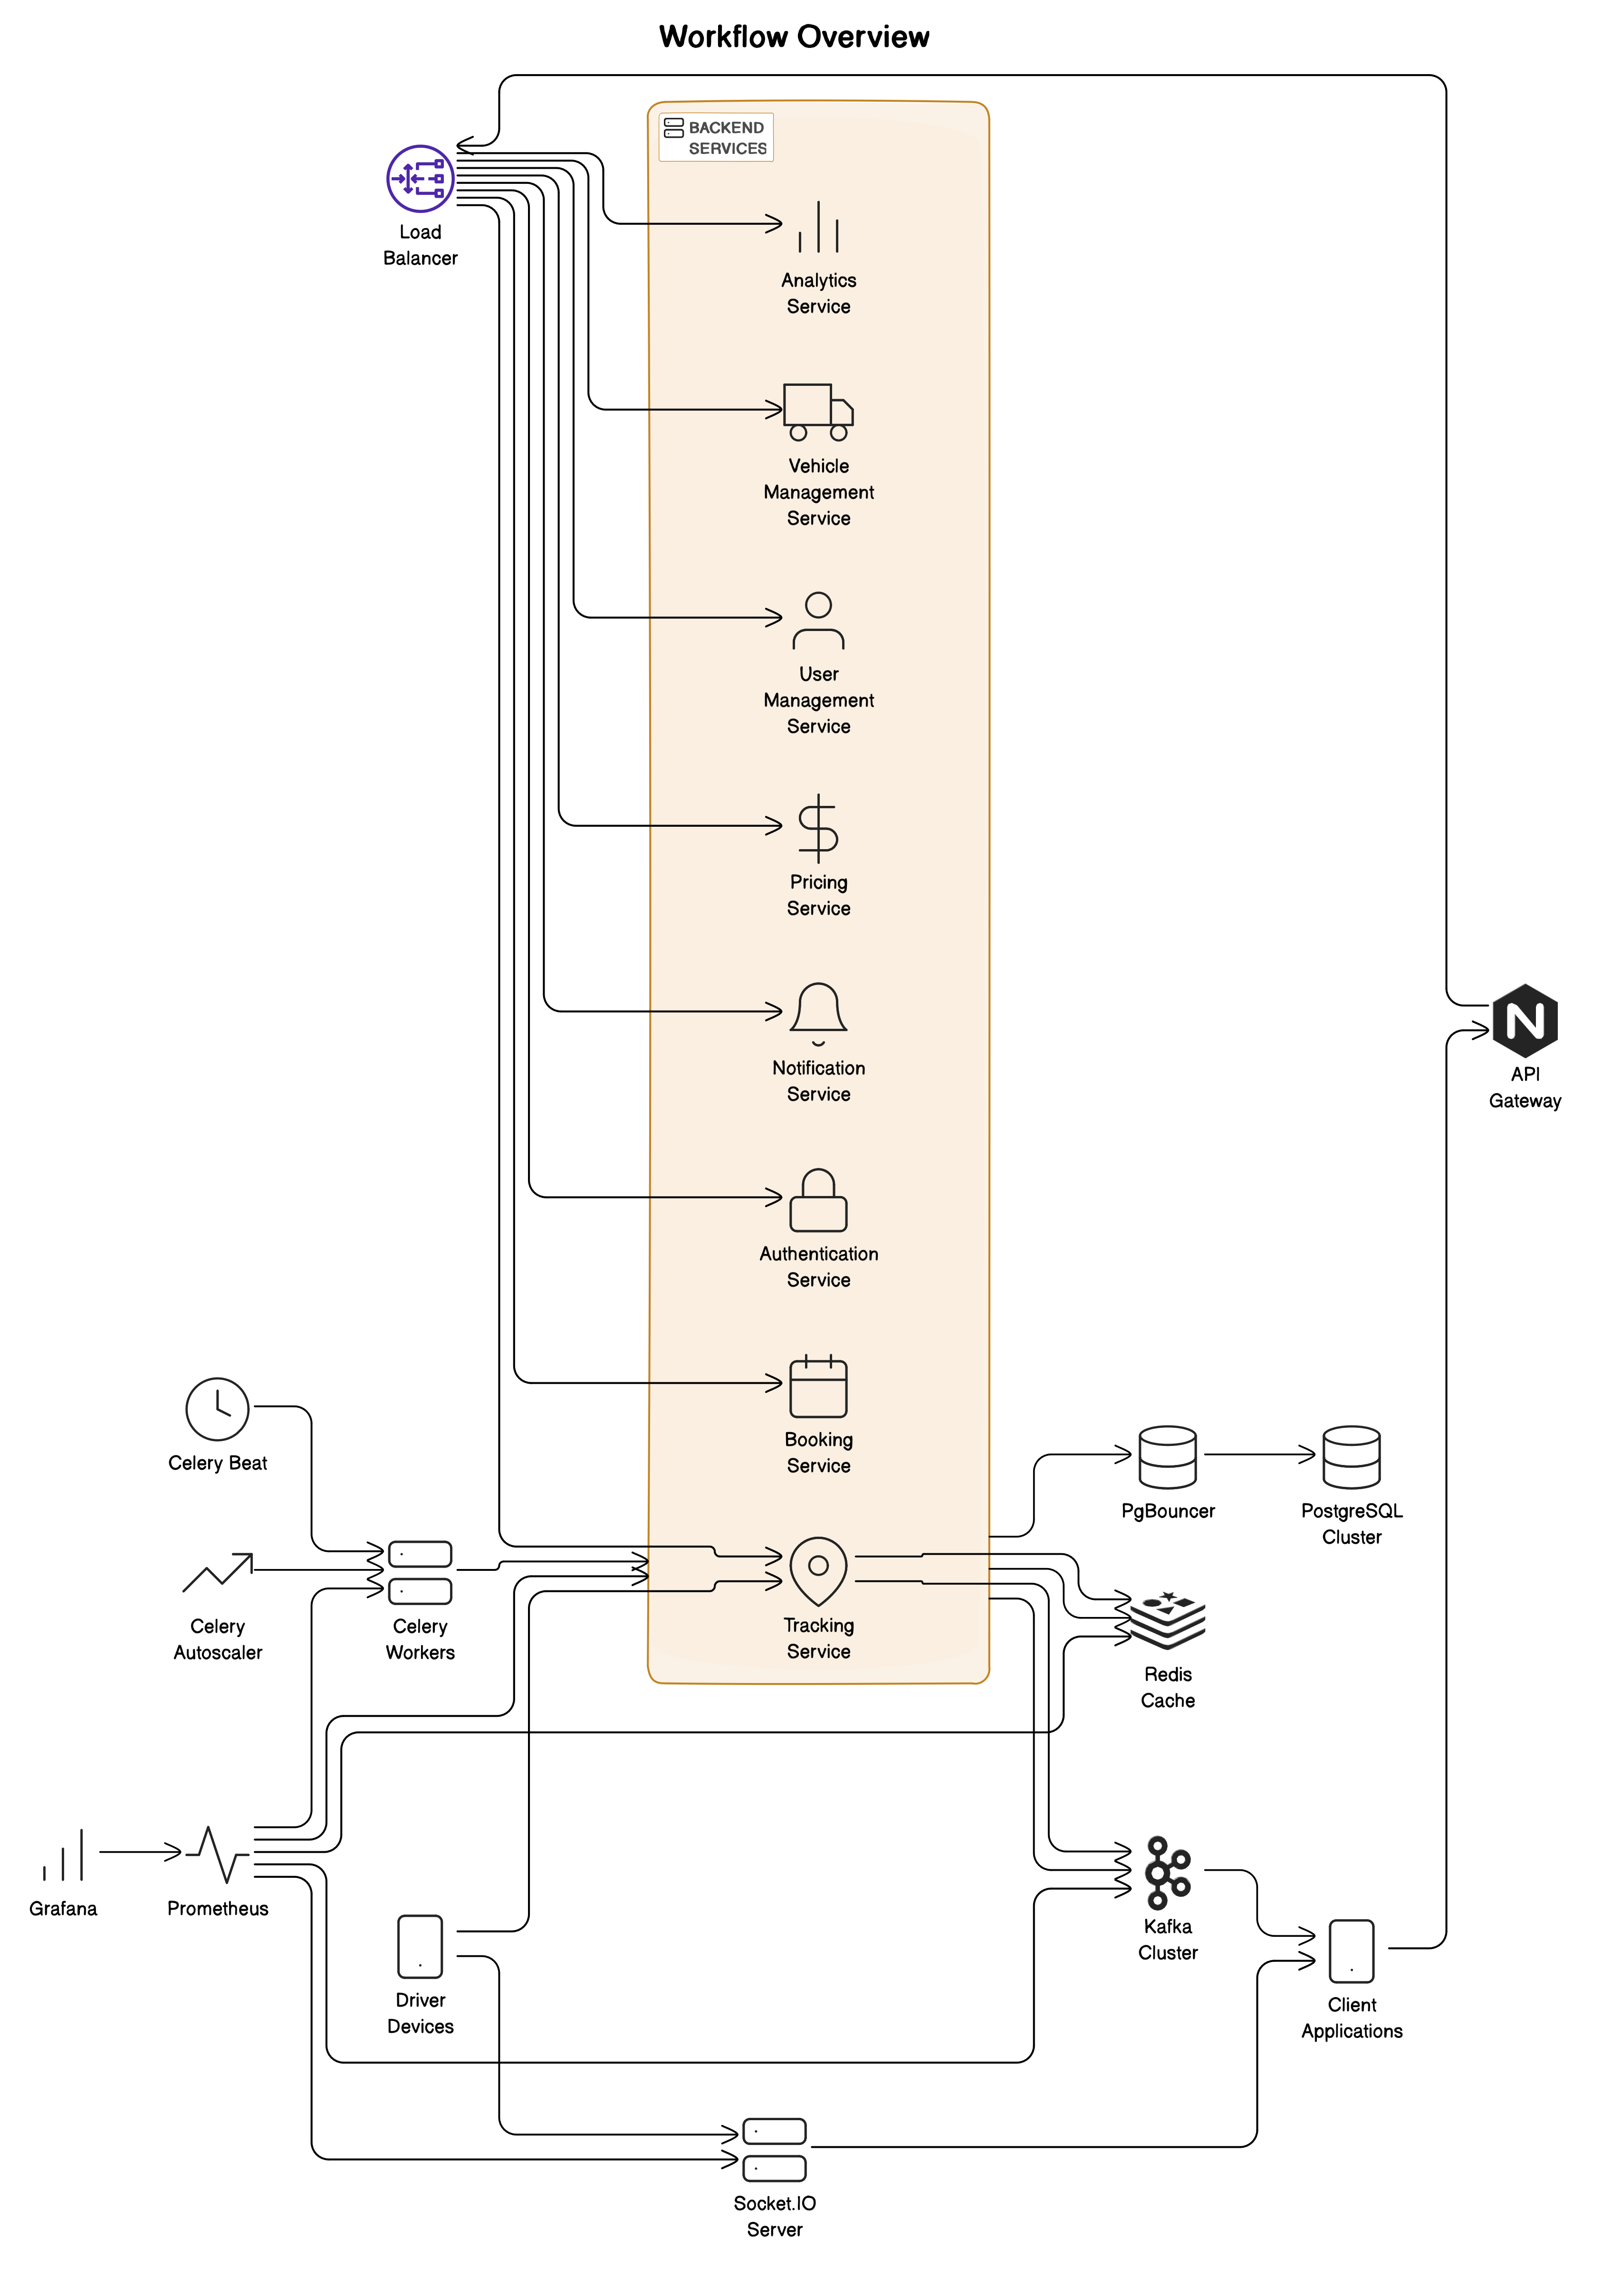 Workflow Overview
BACKEND
SERVICES
Load
Balancer
Analytics
Service
Vehicle
Management
Service
User
Management
Service
Pricing
Service
Notification
Service
API
Gateway
Authentication
Service
Celery Beat
Booking
Service
PgBouncer
PostgreSQL
Cluster
Celery
Autoscaler
Celery
Workers
Tracking
Service
Redis
Cache
Grafana
Prometheus
Kafka
Cluster
Driver
Devices
Client
Applications
Socket.IO
Server